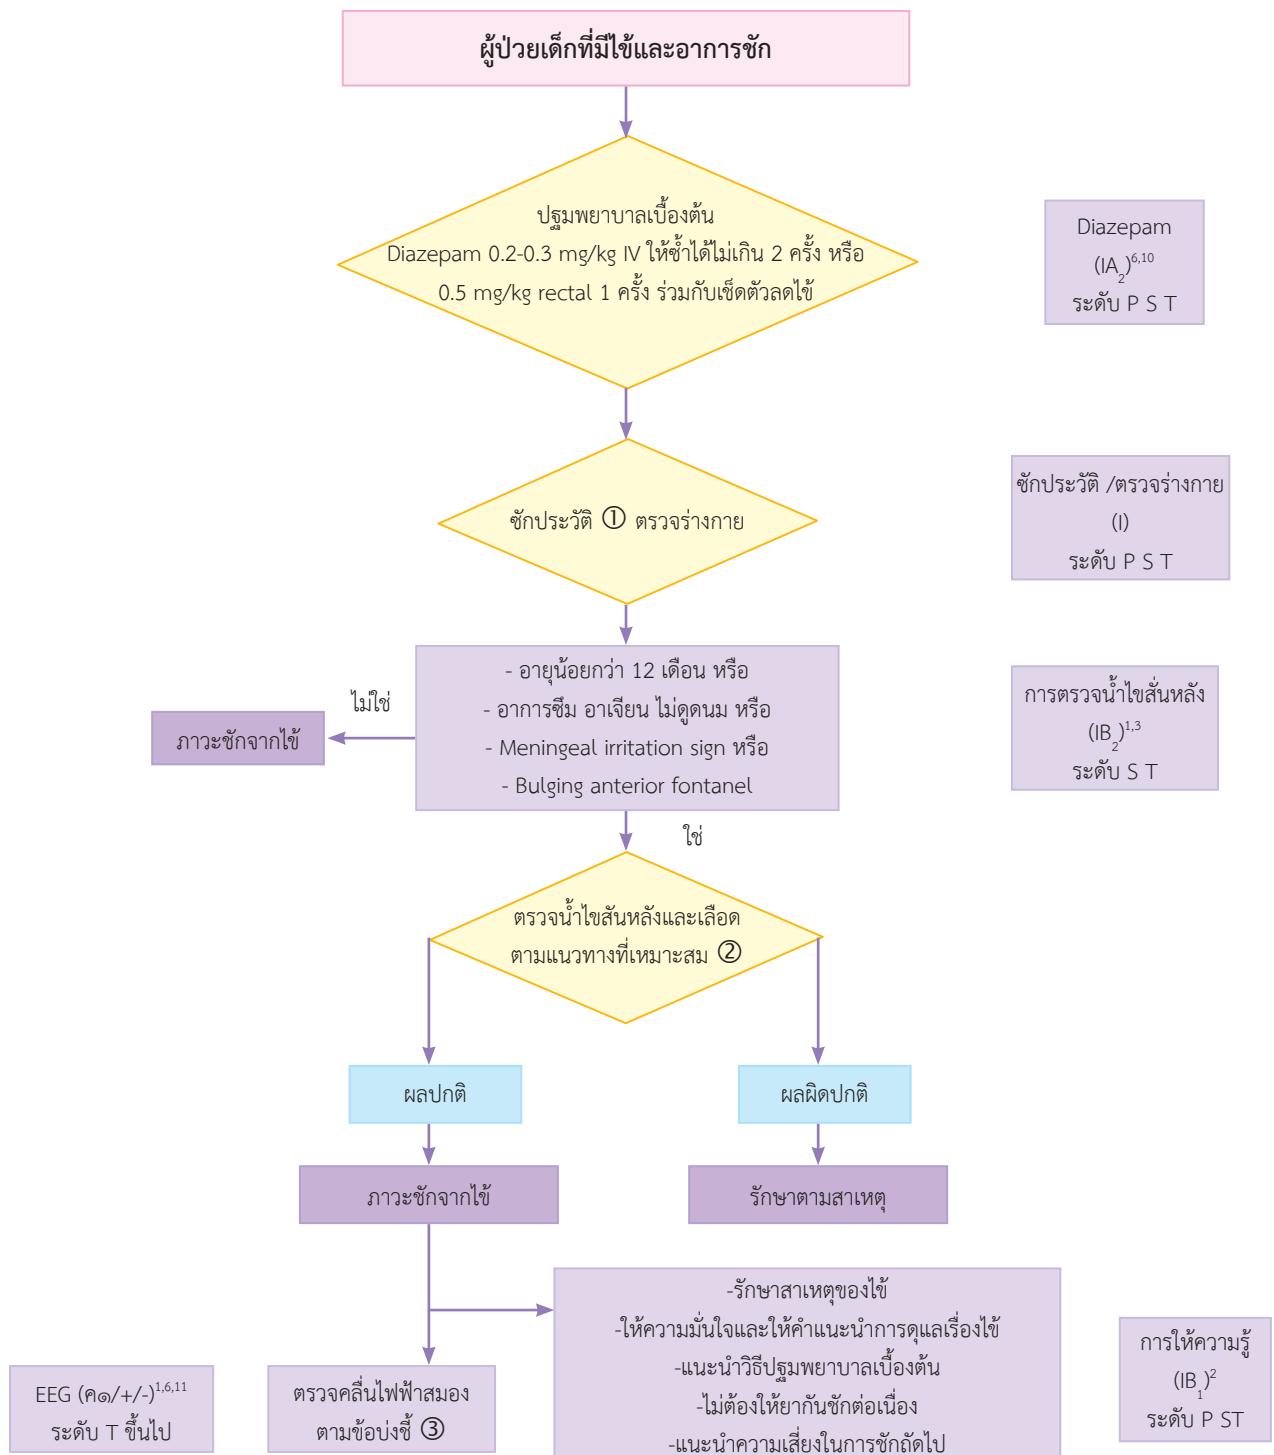 ผู้ป่วยเด็กที่มีไข้และอาการชัก
ปฐมพยาบาลเบื้องต้น
Diazepam 0.2-0.3 mg/kg IV ให้ซ้ำได้ไม่เกิน 2 ครั้ง หรือ
0.5 mg/kg rectal 1 ครั้ง ร่วมกับเช็ดตัวลดไข้
Diazepam
(IA₂)⁶,¹⁰
ระดับ P S T
ซักประวัติ ① ตรวจร่างกาย
ซักประวัติ /ตรวจร่างกาย
(I)
ระดับ P S T
- อายุน้อยกว่า 12 เดือน หรือ
- อาการซึม อาเจียน ไม่ดูดนม หรือ
- Meningeal irritation sign หรือ
- Bulging anterior fontanel
ไม่ใช่
ภาวะชักจากไข้
การตรวจน้ำไขสั่นหลัง
(IB₂)¹,³
ระดับ S T
ใช่
ตรวจน้ำไขสันหลังและเลือด
ตามแนวทางที่เหมาะสม ②
ผลปกติ
ผลผิดปกติ
ภาวะชักจากไข้
รักษาตามสาเหตุ
-รักษาสาเหตุของไข้
-ให้ความมั่นใจและให้คำแนะนำการดุแลเรื่องไข้
-แนะนำวิธีปฐมพยาบาลเบื้องต้น
-ไม่ต้องให้ยากันชักต่อเนื่อง
-แนะนำความเสี่ยงในการชักถัดไป
การให้ความรู้
(IB₁)²
ระดับ P ST
EEG (ค๑/+/-)¹,⁶,¹¹
ระดับ T ขึ้นไป
ตรวจคลื่นไฟฟ้าสมอง
ตามข้อบ่งชี้ ③